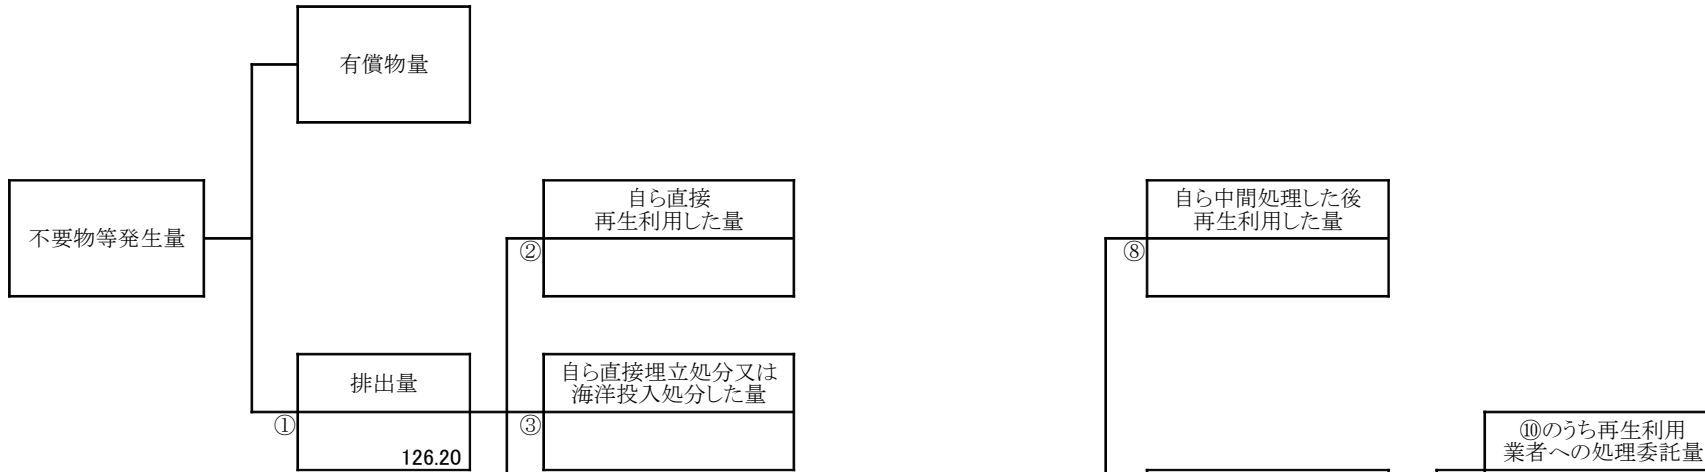 有償物量
不要物等発生量
自ら直接
再生利用した量
②
自ら中間処理した後
再生利用した量
⑧
排出量
①
126.20
自ら直接埋立処分又は
海洋投入処分した量
③
⑩のうち再生利用
業者への処理委託量